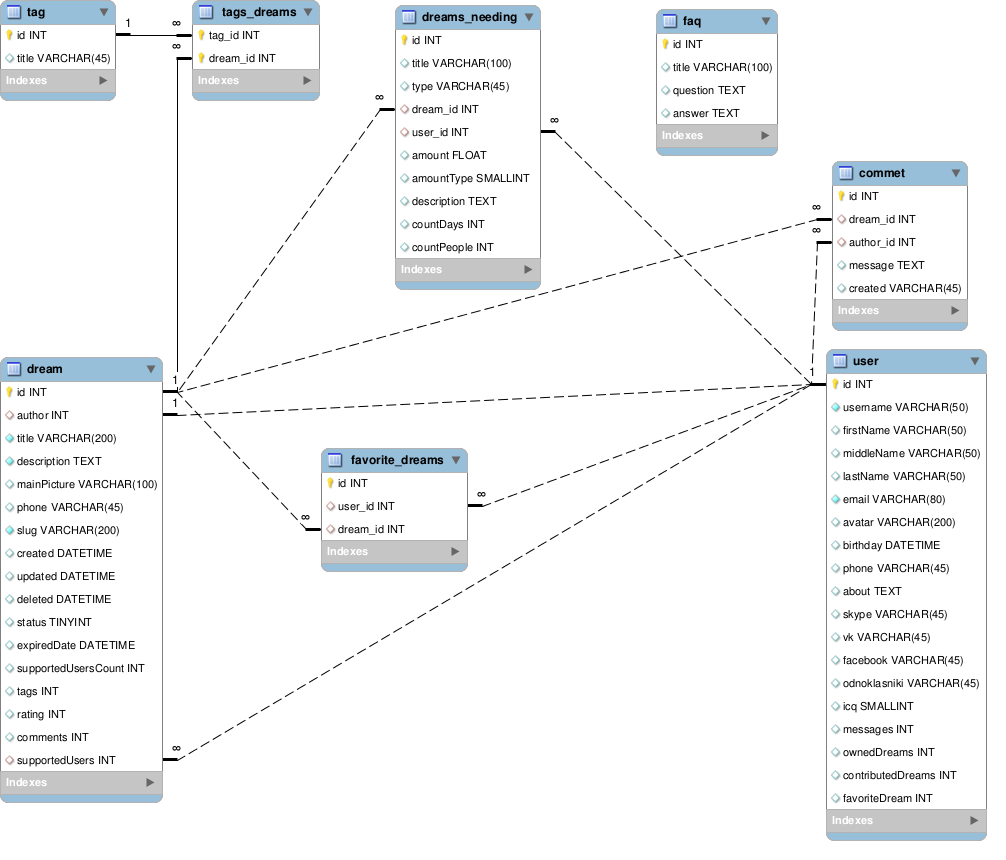 tag
id INT
title VARCHAR(45)
Indexes
1
∞
∞
tags_dreams
tag_id INT
dream_id INT
Indexes
dreams_needing
id INT
title VARCHAR(100)
type VARCHAR(45)
dream_id INT
user_id INT
amount FLOAT
amountType SMALLINT
description TEXT
countDays INT
countPeople INT
Indexes
∞
∞
faq
id INT
title VARCHAR(100)
question TEXT
answer TEXT
Indexes
commet
id INT
dream_id INT
author_id INT
message TEXT
created VARCHAR(45)
Indexes
∞
∞
dream
id INT
author INT
title VARCHAR(200)
description TEXT
mainPicture VARCHAR(100)
phone VARCHAR(45)
slug VARCHAR(200)
created DATETIME
updated DATETIME
deleted DATETIME
status TINYINT
expiredDate DATETIME
supportedUsersCount INT
tags INT
rating INT
comments INT
supportedUsers INT
Indexes
1
1
∞
favorite_dreams
id INT
user_id INT
dream_id INT
Indexes
∞
∞
user
id INT
username VARCHAR(50)
firstName VARCHAR(50)
middleName VARCHAR(50)
lastName VARCHAR(50)
email VARCHAR(80)
avatar VARCHAR(200)
birthday DATETIME
phone VARCHAR(45)
about TEXT
skype VARCHAR(45)
vk VARCHAR(45)
facebook VARCHAR(45)
odnoklasniki VARCHAR(45)
icq SMALLINT
messages INT
ownedDreams INT
contributedDreams INT
favoriteDream INT
Indexes
1